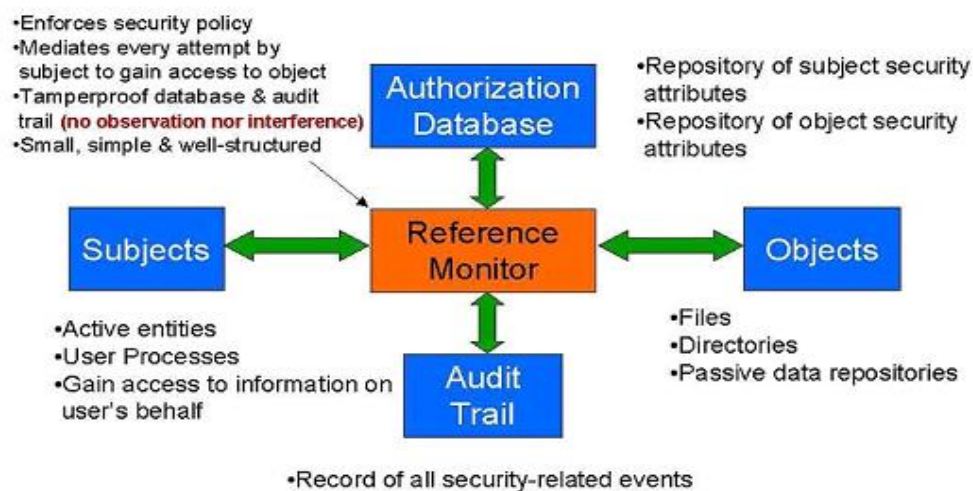 •Enforces security policy
•Mediates every attempt by
subject to gain access to object
•Tamperproof database & audit
trail (no observation nor interference)
•Small, simple & well-structured
Authorization
Database
•Repository of subject security
attributes
•Repository of object security
attributes
Subjects
Reference
Monitor
Objects
•Active entities
•User Processes
•Gain access to information on
user's behalf
Audit
Trail
•Files
•Directories
•Passive data repositories
•Record of all security-related events